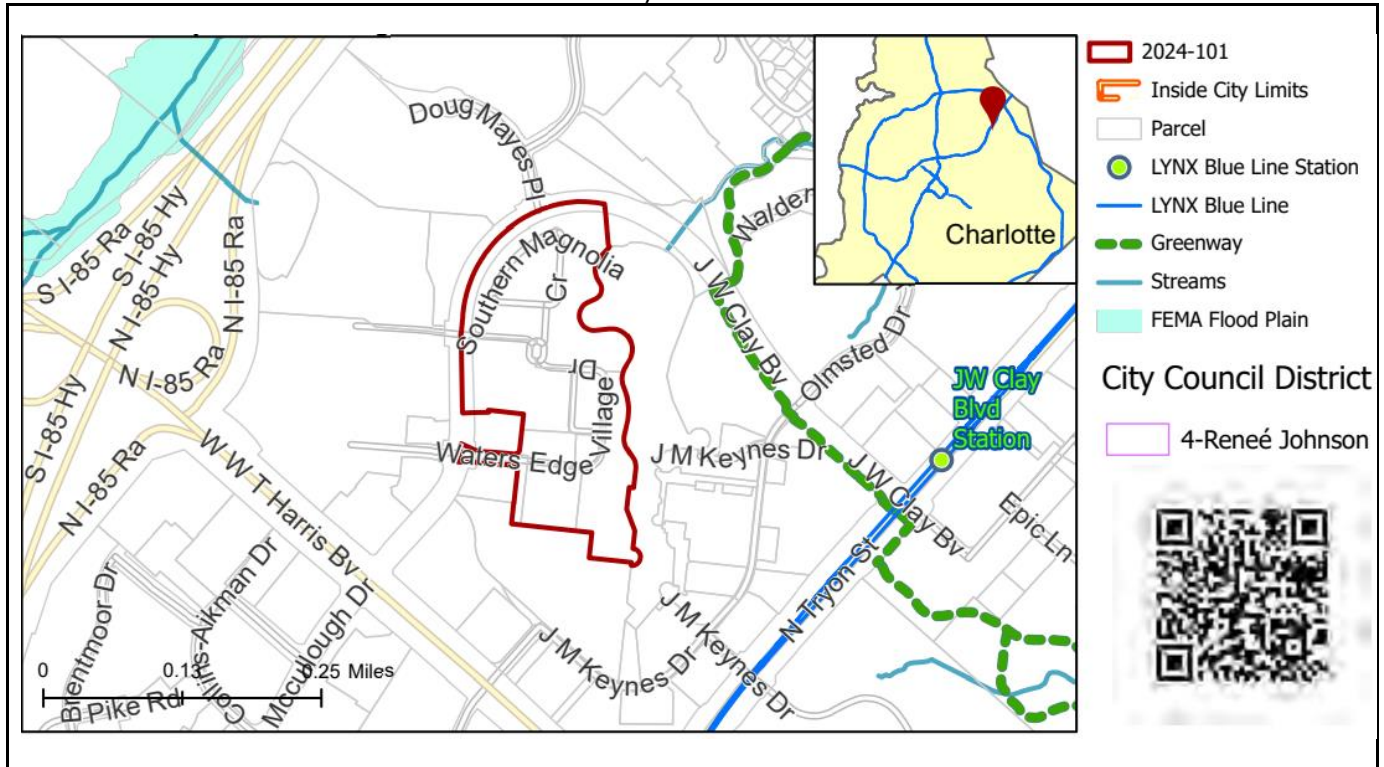 Doug Mayes Pl
S I-85 Ra
S I-85 Hy
N I-85 Hy
N I-85 Ra
Southern Magnolia
Cr
Dr
Village
Waters Edge
J W Clay Bv
Olmsted Dr
Charlotte
S I-85 Hy
N I-85 Ra
N I-85 Ra
W W T Harris Bv
J M Keynes Dr
JW Clay
Blvd
Station
J W Clay Bv
Epic Ln
N Tryon St
J M Keynes Dr
J M Keynes Dr
Brentmoor Dr
Collins-Aikman Dr
Mccullough Dr
Pike Rd
0 0.13 0.25 Miles
2024-101
Inside City Limits
Parcel
LYNX Blue Line Station
LYNX Blue Line
Greenway
Streams
FEMA Flood Plain
City Council District
4-Reneé Johnson